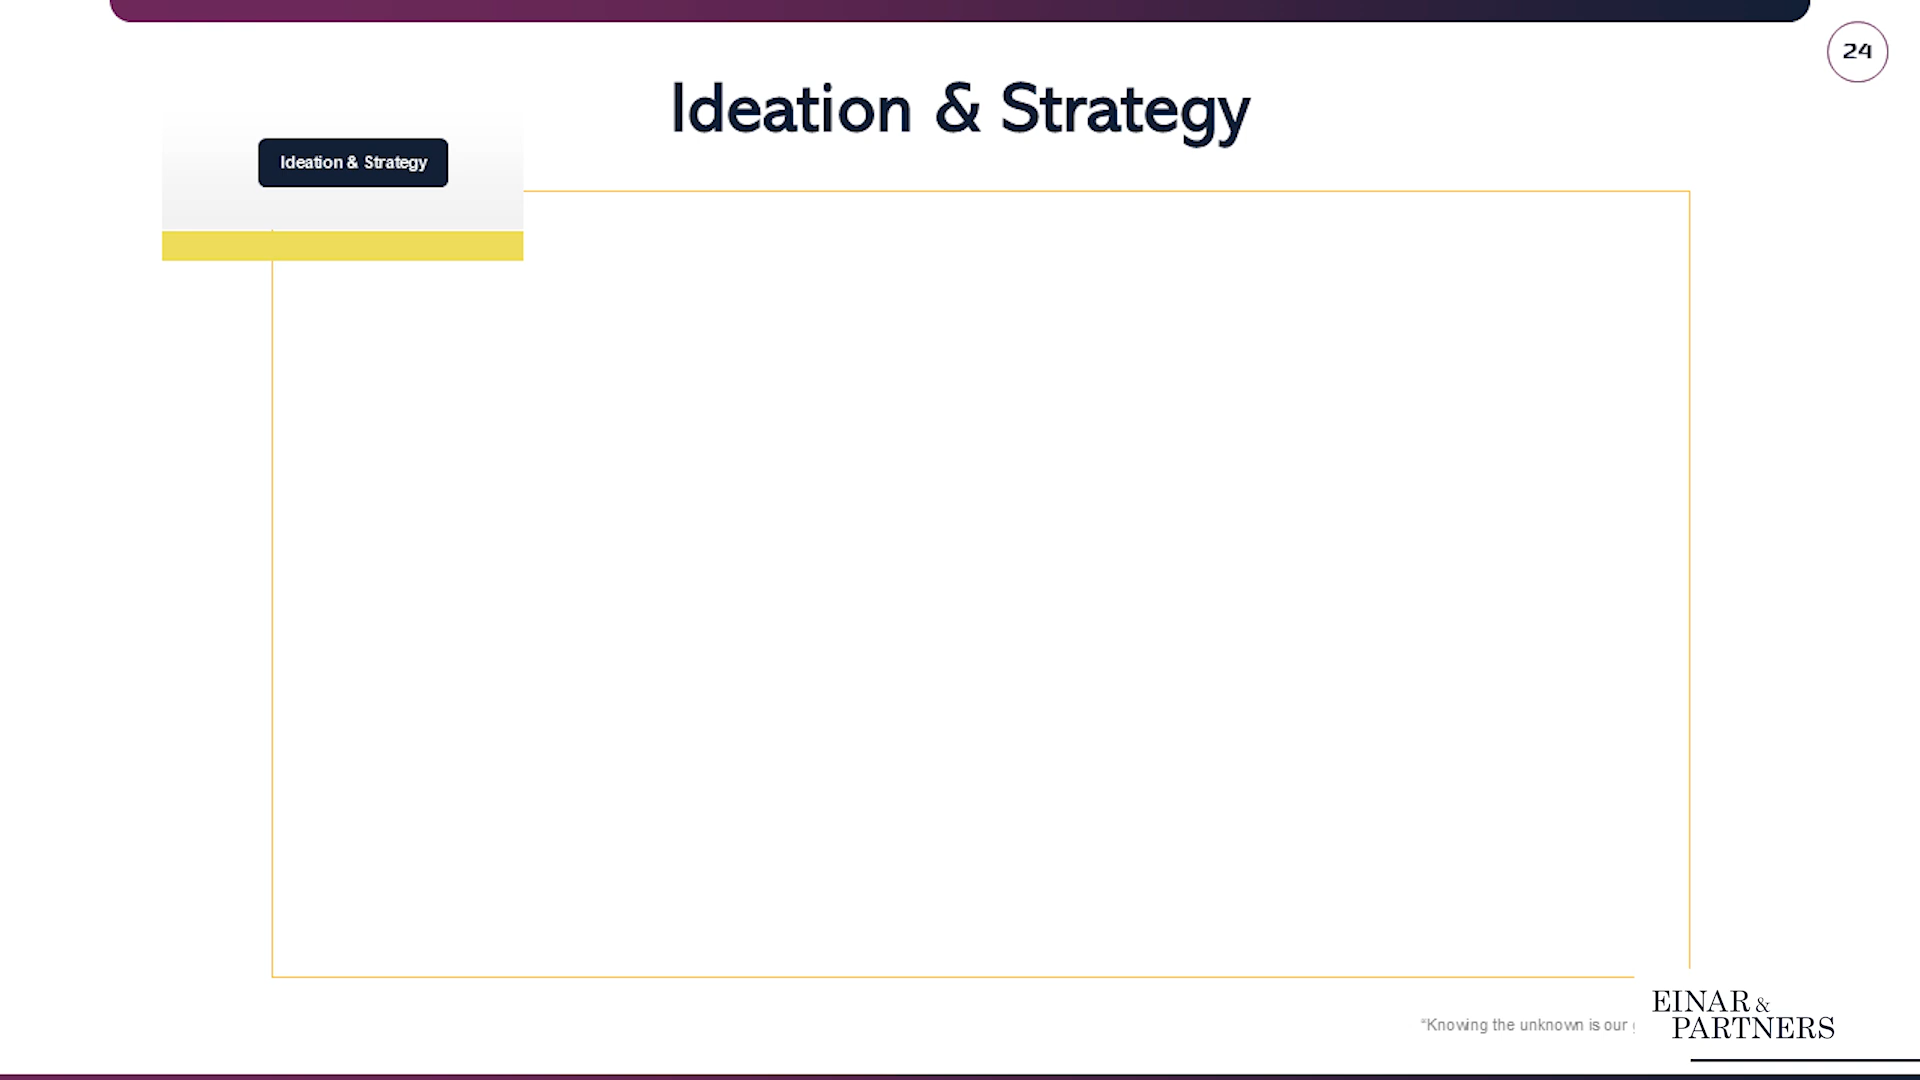 24
Ideation & Strategy
Ideation & Strategy
“Knowing the unknown is our
EINAR &
PARTNERS